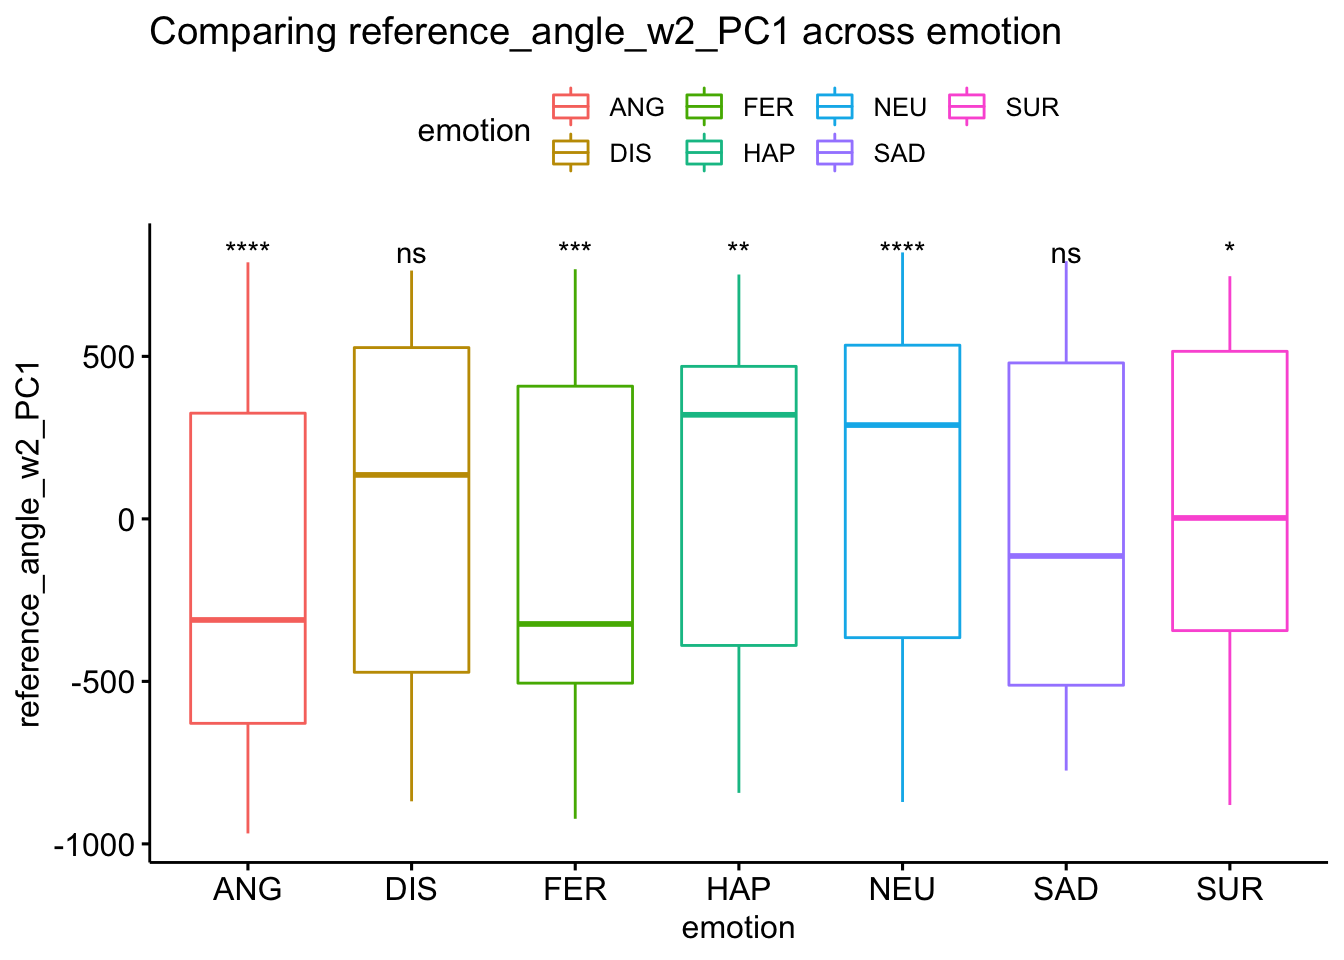 Comparing reference_angle_w2_PC1 across emotion
emotion
ANG FER NEU SUR
DIS HAP SAD
**** ns *** ** **** ns *
reference_angle_w2_PC1
500
0
-500
-1000
ANG DIS FER HAP NEU SAD SUR
emotion